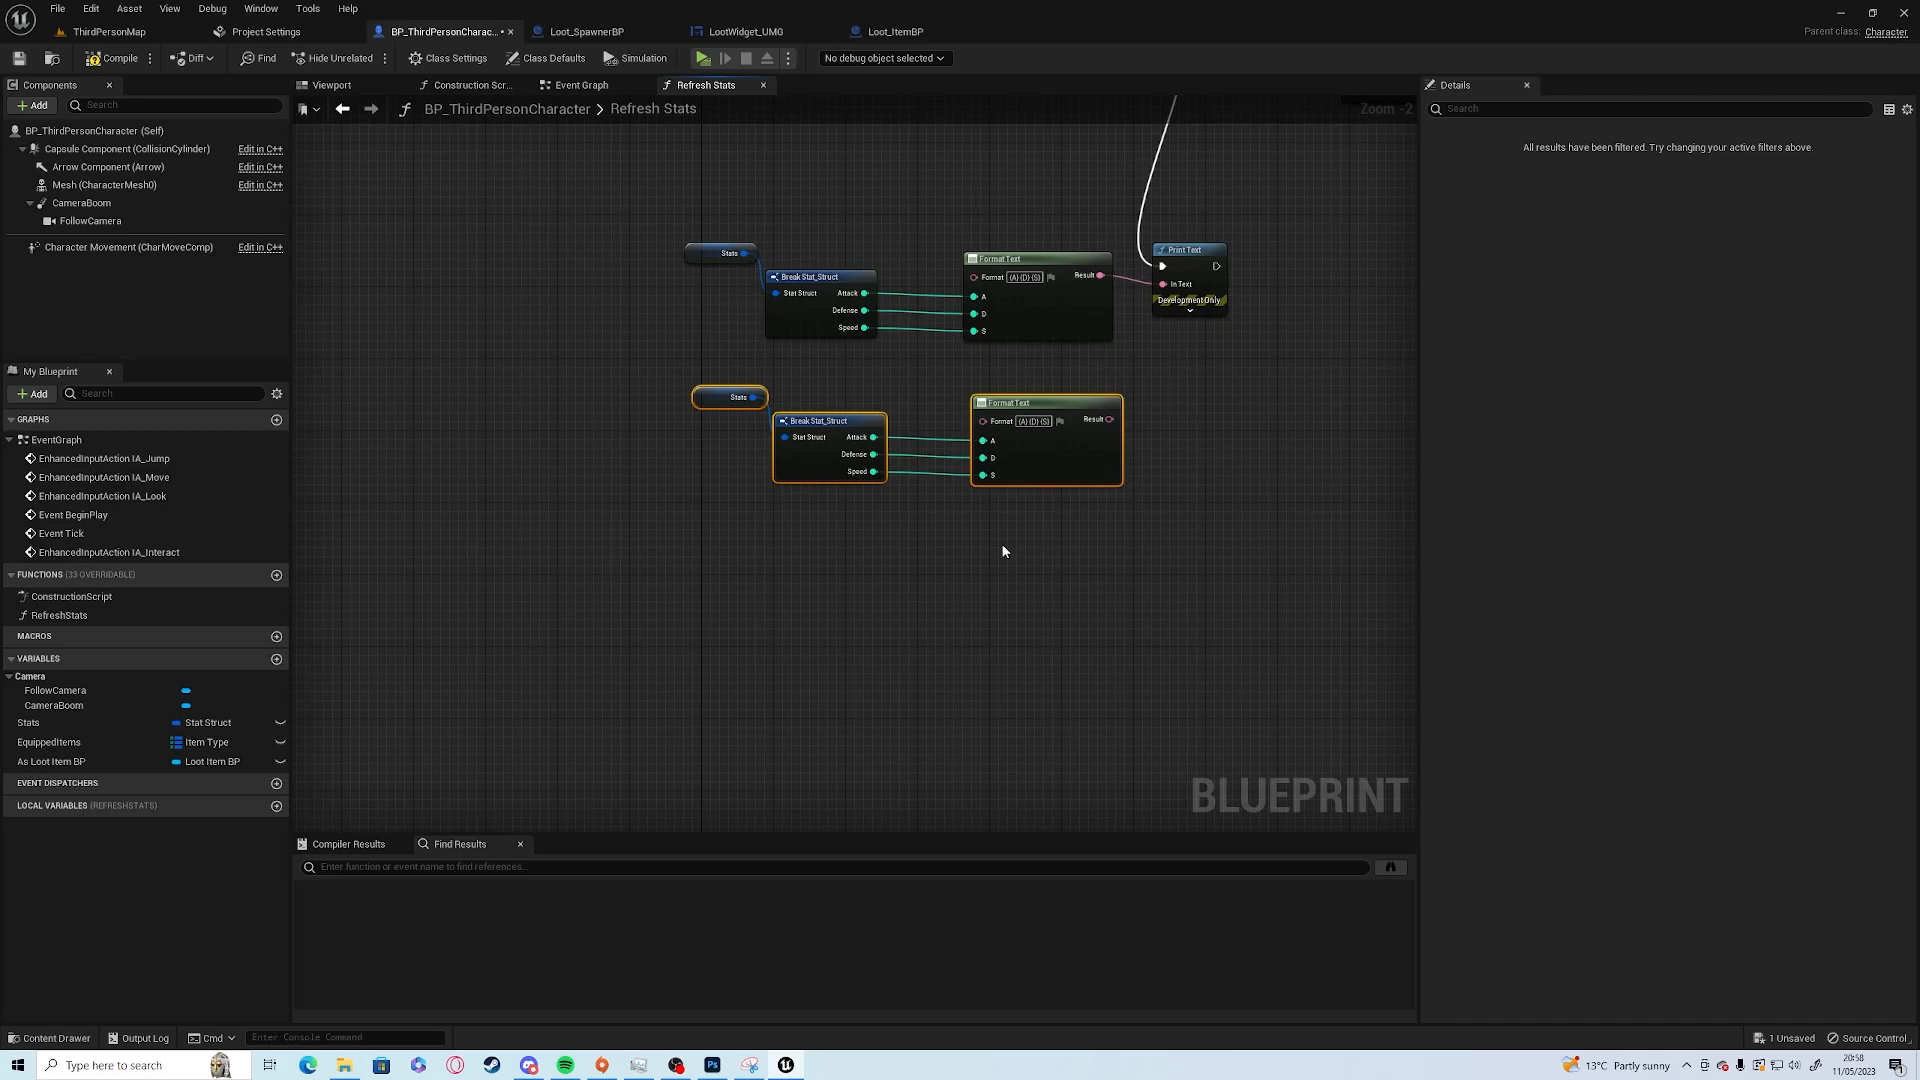 File Edit Asset View Debug Window Tools Help
ThirdPersonMap Project Settings BP_ThirdPersonCharac... • Loot_SpawnerBP LootWidget_UMG Loot_ItemBP Parent class: Character
Compile Diff Find Hide Unrelated Class Settings Class Defaults Simulation No debug object selected
Components Viewport Construction Scr... Event Graph Refresh Stats Details
Add Search BP_ThirdPersonCharacter > Refresh Stats Zoom -2 Search
BP_ThirdPersonCharacter (Self)
Capsule Component (CollisionCylinder) Edit in C++
Arrow Component (Arrow) Edit in C++
Mesh (CharacterMesh0) Edit in C++
CameraBoom
FollowCamera
Character Movement (CharMoveComp) Edit in C++
All results have been filtered. Try changing your active filters above.
Stats
Break Stat_Struct
Stat Struct Attack
Defense
Speed
Format Text
Format {A} {D} {S} Result
A
D
S
Print Text
In Text
Development Only
Stats
Break Stat_Struct
Stat Struct Attack
Defense
Speed
Format Text
Format {A} {D} {S} Result
A
D
S
BLUEPRINT
My Blueprint
Add Search
GRAPHS
EventGraph
EnhancedInputAction IA_Jump
EnhancedInputAction IA_Move
EnhancedInputAction IA_Look
Event BeginPlay
Event Tick
EnhancedInputAction IA_Interact
FUNCTIONS (33 OVERRIDABLE)
ConstructionScript
RefreshStats
MACROS
VARIABLES
Camera
FollowCamera
CameraBoom
Stats Stat Struct
EquippedItems Item Type
As Loot Item BP Loot Item BP
EVENT DISPATCHERS
LOCAL VARIABLES (REFRESHSTATS)
Compiler Results Find Results
Enter function or event name to find references...
Content Drawer Output Log Cmd Enter Console Command 1 Unsaved Source Control
Type here to search Ps 13°C Partly sunny 20:58
11/05/2023